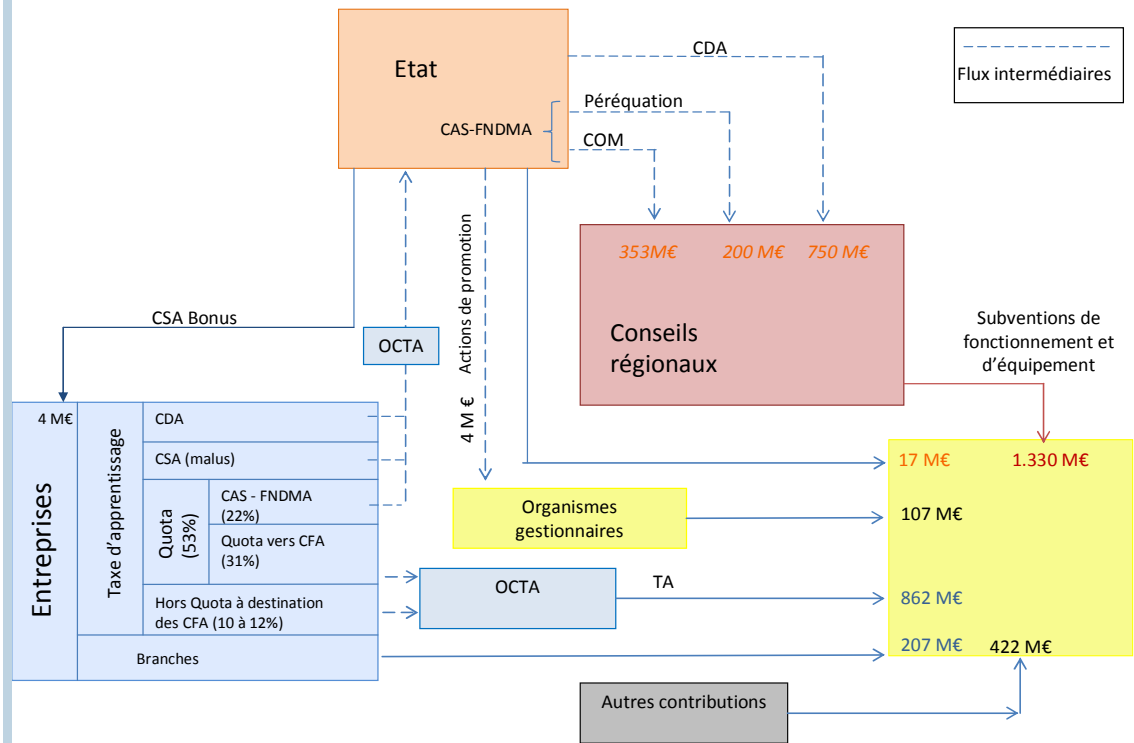 CDA
Etat
Flux intermédiaires
Péréquation
CAS-FNDMA
COM
353M€
200 M€
750 M€
CSA Bonus
OCTA
Actions de promotion
4 M €
Conseils
régionaux
Subventions de
fonctionnement et
d’équipement
4 M€
Entreprises
Taxe d’apprentissage
CDA
CSA (malus)
Quota
(53%)
CAS - FNDMA
(22%)
Quota vers CFA
(31%)
Hors Quota à destination
des CFA (10 à 12%)
Branches
Organismes
gestionnaires
OCTA
TA
17 M€
1.330 M€
107 M€
862 M€
207 M€
422 M€
Autres contributions